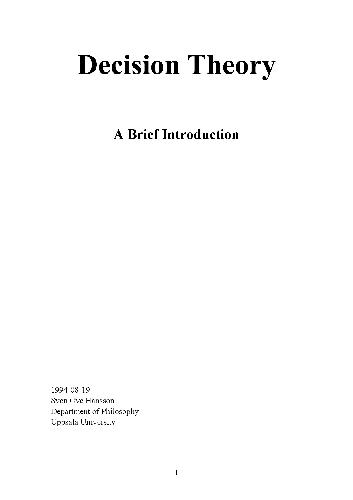 Decision Theory
A Brief Introduction
1994-08-19
Sven Ove Hansson
Department of Philosophy
Uppsala University
1